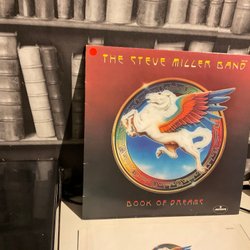 THE STEVE MILLER BAND
BOOK OF DREAMS